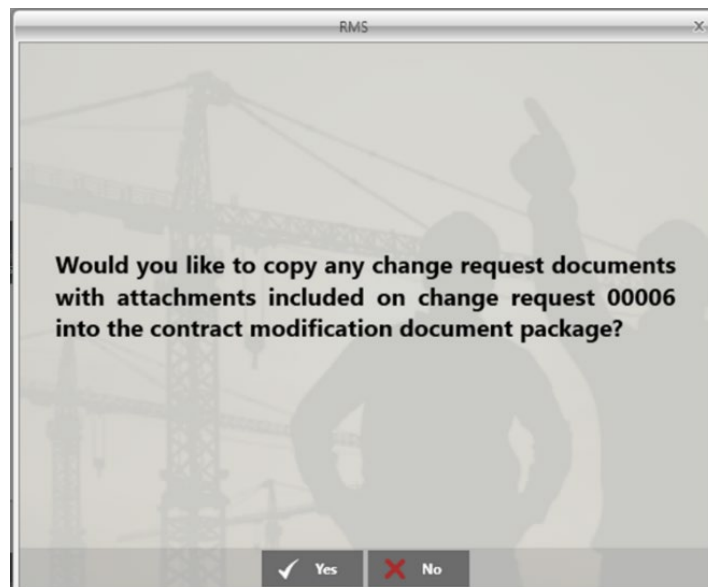 RMS
x
Would you like to copy any change request documents
with attachments included on change request 00006
into the contract modification document package?
Yes No